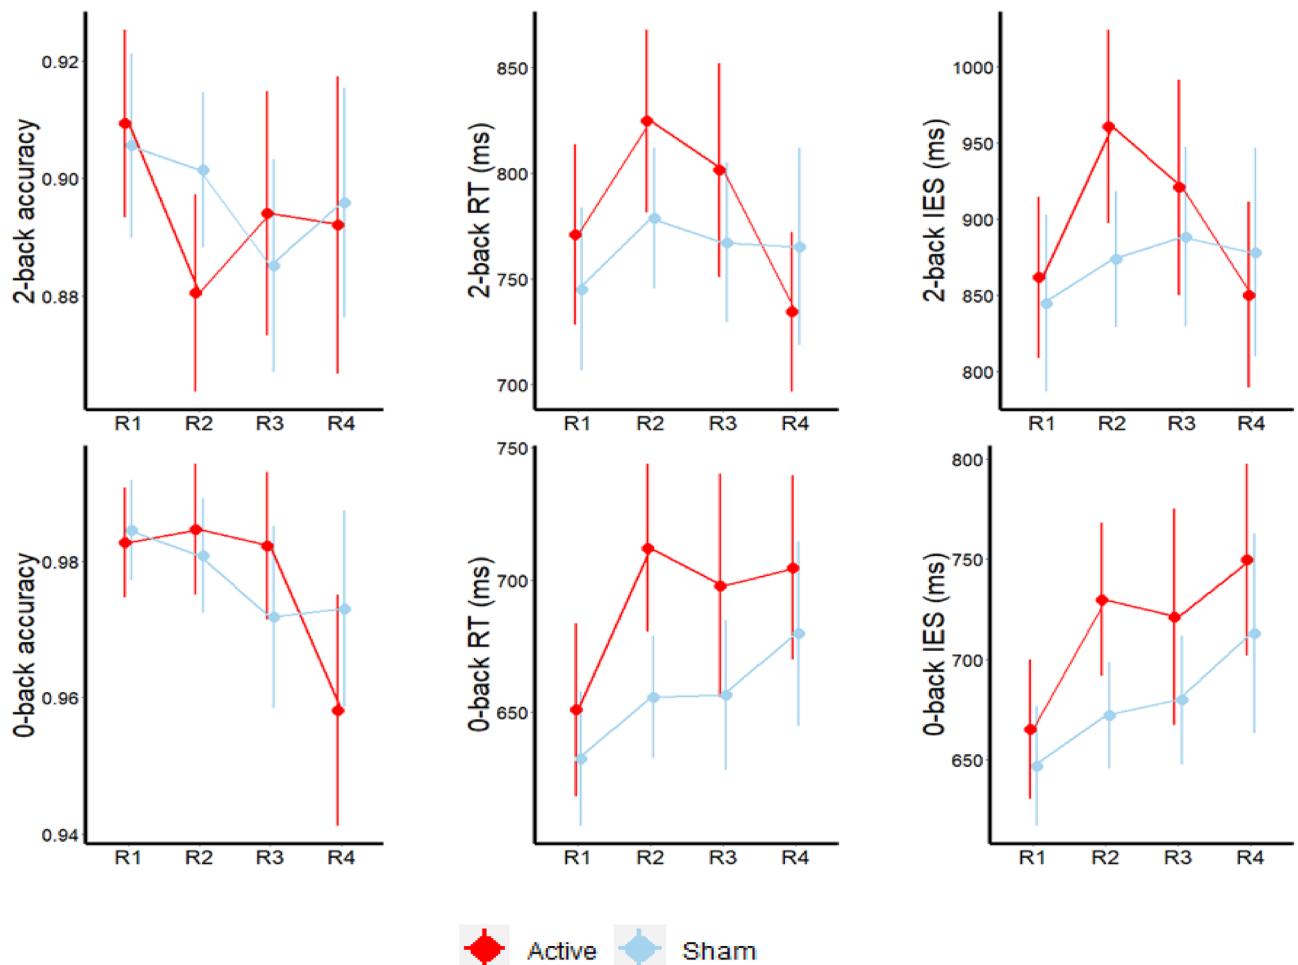 2-back accuracy
0.92
0.90
0.88
R1 R2 R3 R4
2-back RT (ms)
850
800
750
700
R1 R2 R3 R4
2-back IES (ms)
1000
950
900
850
800
R1 R2 R3 R4
0-back accuracy
0.98
0.96
0.94
R1 R2 R3 R4
0-back RT (ms)
750
700
650
R1 R2 R3 R4
0-back IES (ms)
800
750
700
650
R1 R2 R3 R4
Active Sham